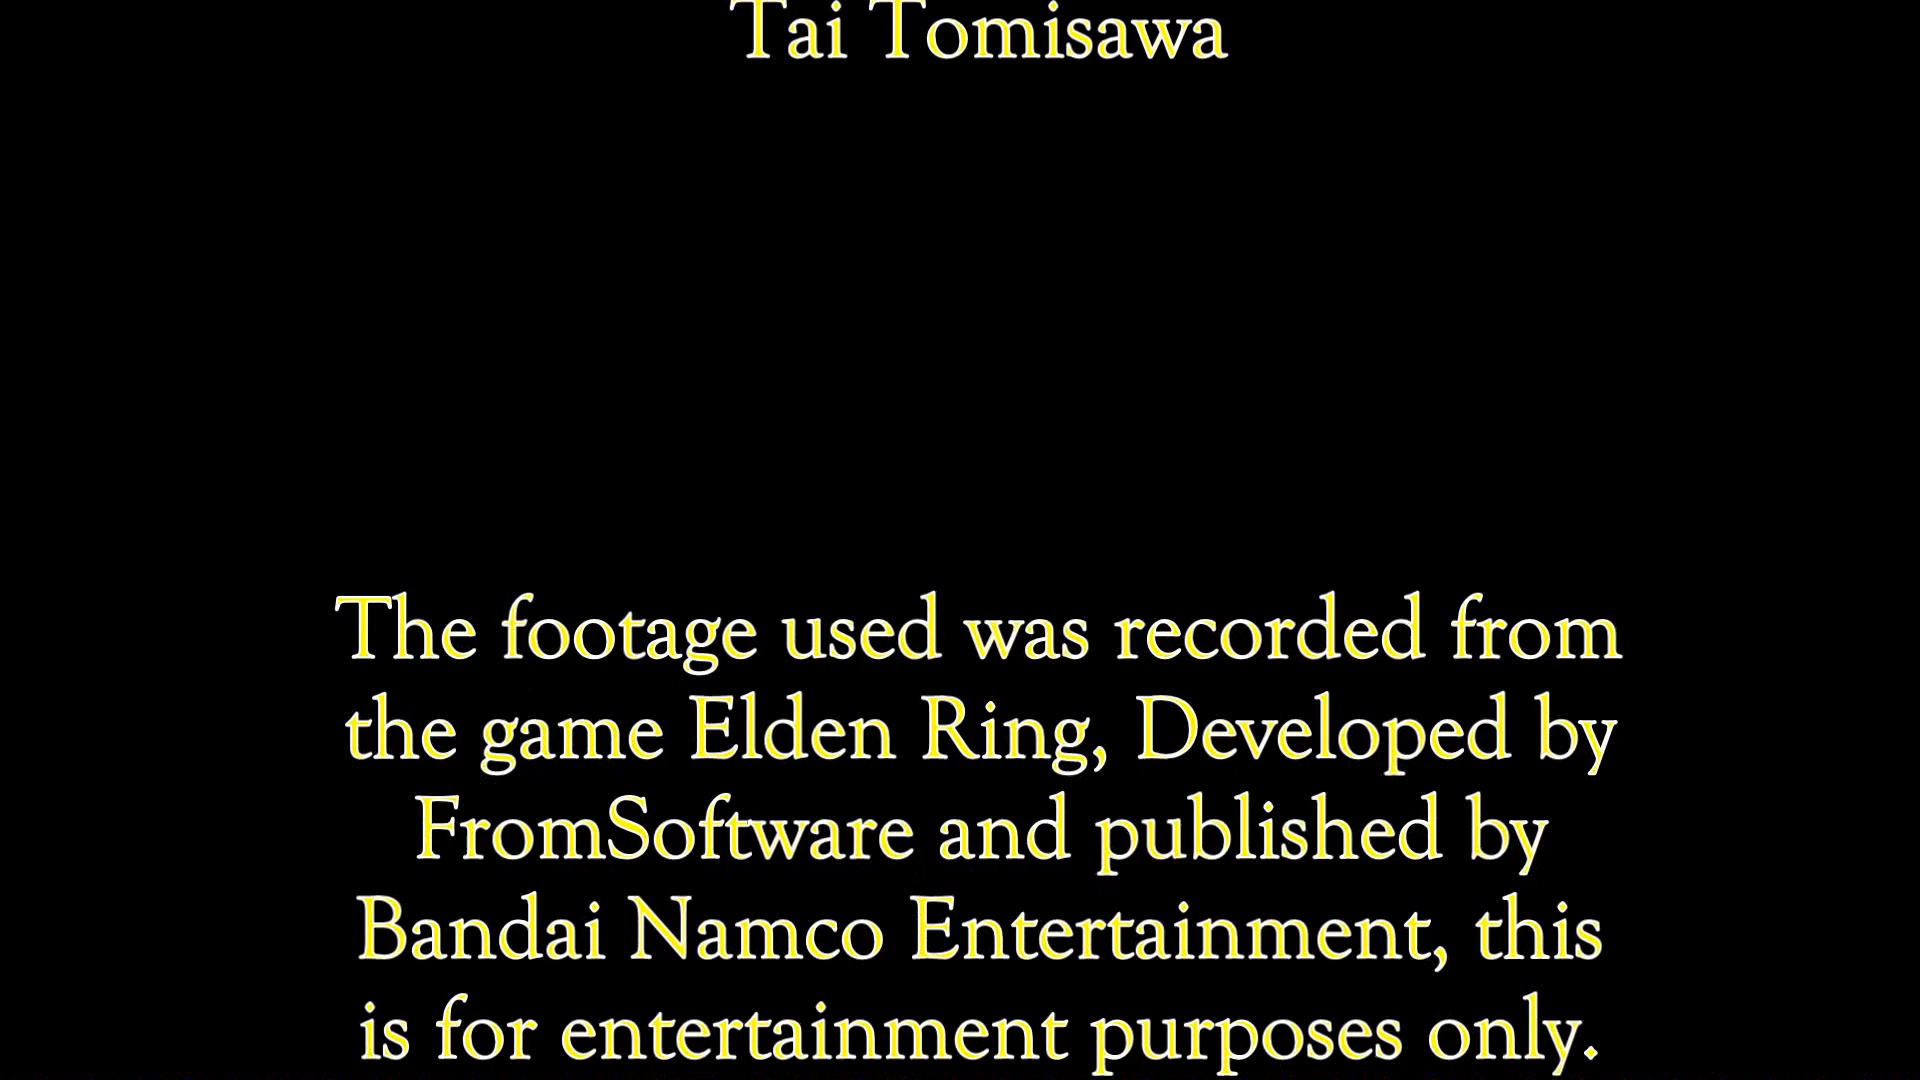 Tai Tomisawa
The footage used was recorded from
the game Elden Ring, Developed by
FromSoftware and published by
Bandai Namco Entertainment, this
is for entertainment purposes only.